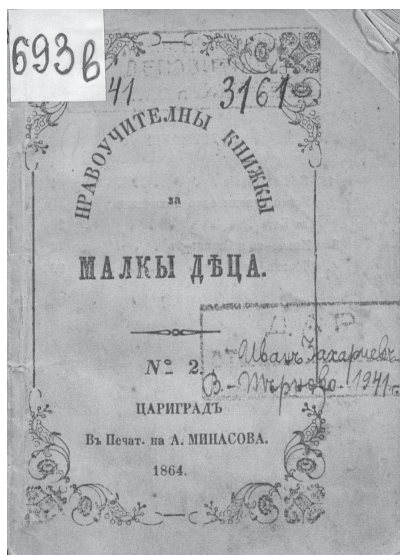 693в
41 3161
НРАВОУЧИТЕЛНЫ КНИЖКЫ
за
МАЛКЫ ДѢЦА.
№ 2.
ДАР
Иванъ Захариевъ
В-Търново 1941 г.
ЦАРИГРАДЪ
Въ Печат. на А. МИНАСОВА.
1864.